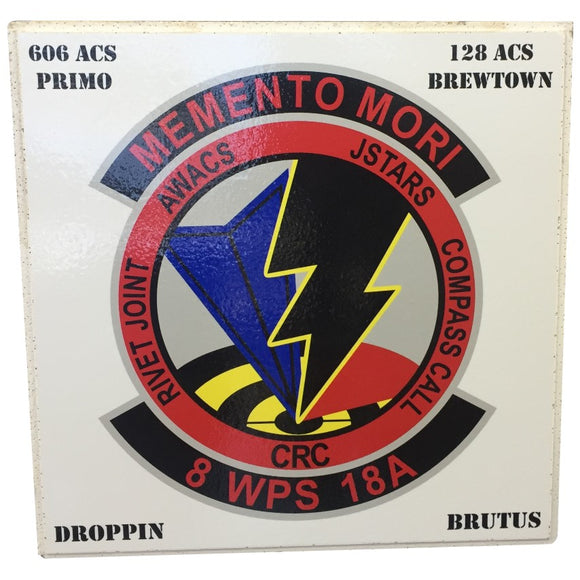 606 ACS
PRIMO
128 ACS
BREWTOWN
MEMENTO MORI
AWACS
JSTARS
RIVET JOINT
COMPASS CALL
CRC
8 WPS 18A
DROPPIN
BRUTUS